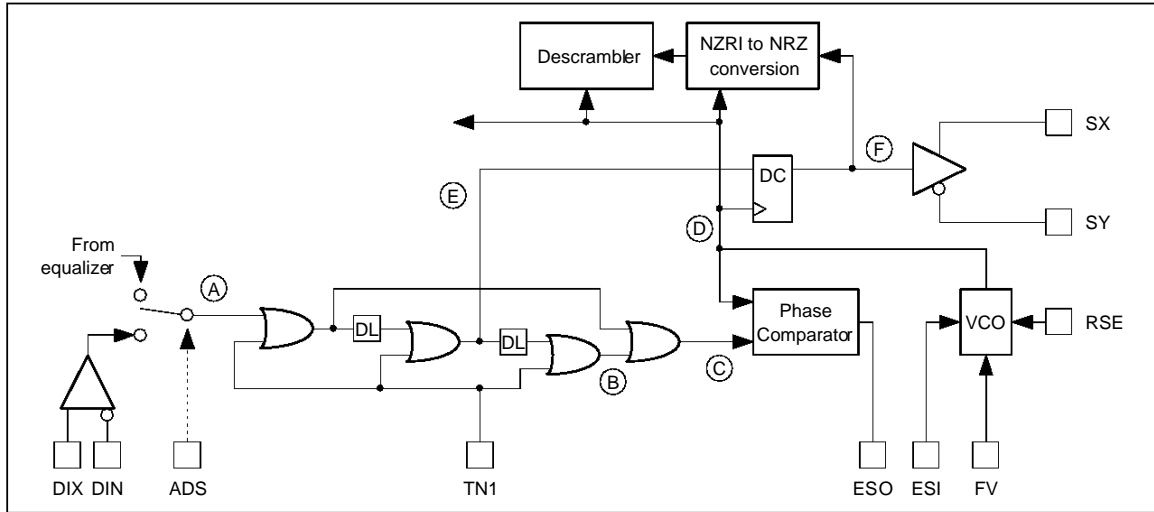 Descrambler
NZRI to NRZ
conversion
SX
F
DC
E
SY
D
From
equalizer
A
Phase
Comparator
VCO
RSE
DL
DL
B
C
DIX
DIN
ADS
TN1
ESO
ESI
FV